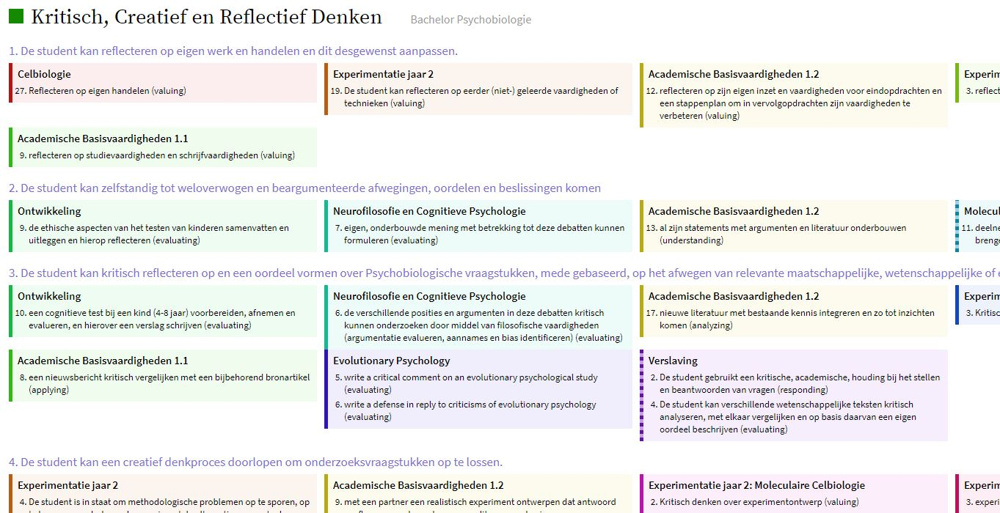 Kritisch, Creatief en Reflectief Denken Bachelor Psychobiologie
1. De student kan reflecteren op eigen werk en handelen en dit desgewenst aanpassen.
Celbiologie
27. Reflecteren op eigen handelen (valuing)
Experimentatie jaar 2
19. De student kan reflecteren op eerder (niet-) geleerde vaardigheden of
technieken (valuing)
Academische Basisvaardigheden 1.2
12. reflecteren op zijn eigen inzet en vaardigheden voor eindopdrachten en
een stappenplan om in vervolgopdrachten zijn vaardigheden te
verbeteren (valuing)
3.
Academische Basisvaardigheden 1.1
9. reflecteren op studievaardigheden en schrijfvaardigheden (valuing)
2. De student kan zelfstandig tot weloverwogen en beargumenteerde afwegingen, oordelen en beslissingen komen
Ontwikkeling
9. de ethische aspecten van het testen van kinderen samenvatten en
uitleggen en hierop reflecteren (evaluating)
Neurofilosofie en Cognitieve Psychologie
7. eigen, onderbouwde mening met betrekking tot deze debatten kunnen
formuleren (evaluating)
Academische Basisvaardigheden 1.2
13. al zijn statements met argumenten en literatuur onderbouwen
(understanding)
11.
3. De student kan kritisch reflecteren op en een oordeel vormen over Psychobiologische vraagstukken, mede gebaseerd, op het afwegen van relevante maatschappelijke, wetenschappelijke of
Ontwikkeling
10. een cognitieve test bij een kind (4-8 jaar) voorbereiden, afnemen en
evalueren, en hierover een verslag schrijven (evaluating)
Neurofilosofie en Cognitieve Psychologie
6. de verschillende posities en argumenten in deze debatten kritisch
kunnen onderzoeken door middel van filosofische vaardigheden
(argumentatie evalueren, aannames en bias identificeren) (evaluating)
Academische Basisvaardigheden 1.2
17. nieuwe literatuur met bestaande kennis integreren en zo tot inzichten
komen (analyzing)
3.
Academische Basisvaardigheden 1.1
8. een nieuwsbericht kritisch vergelijken met een bijbehorend bronartikel
(applying)
Evolutionary Psychology
5. write a critical comment on an evolutionary psychological study
(evaluating)
6. write a defense in reply to criticisms of evolutionary psychology
(evaluating)
Verslaving
2. De student gebruikt een kritische, academische, houding bij het stellen
en beantwoorden van vragen (responding)
4. De student kan verschillende wetenschappelijke teksten kritisch
analyseren, met elkaar vergelijken en op basis daarvan een eigen
oordeel beschrijven (evaluating)
4. De student kan een creatief denkproces doorlopen om onderzoeksvraagstukken op te lossen.
Experimentatie jaar 2
4. De student is in staat om methodologische problemen op te sporen, op
Academische Basisvaardigheden 1.2
9. met een partner een realistisch experiment ontwerpen dat antwoord
Experimentatie jaar 2: Moleculaire Celbiologie
2. Kritisch denken over experimentontwerp (valuing)
3.